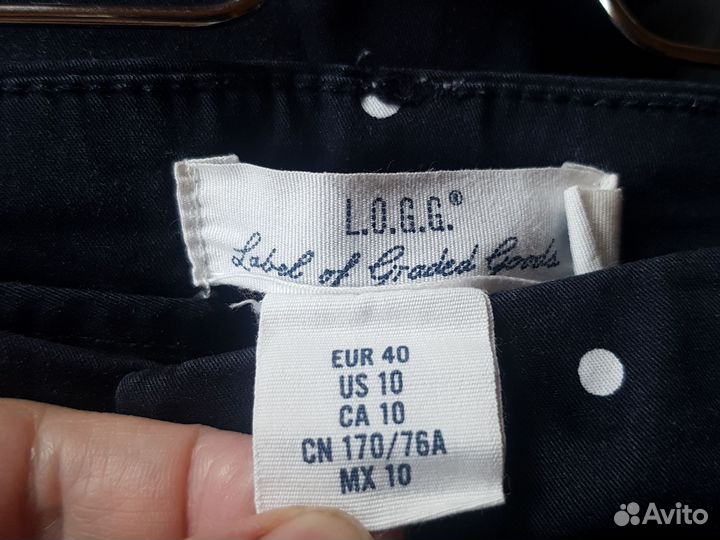 L.O.G.G.®
Label of Graded Goods
EUR 40
US 10
CA 10
CN 170/76A
MX 10
Avito